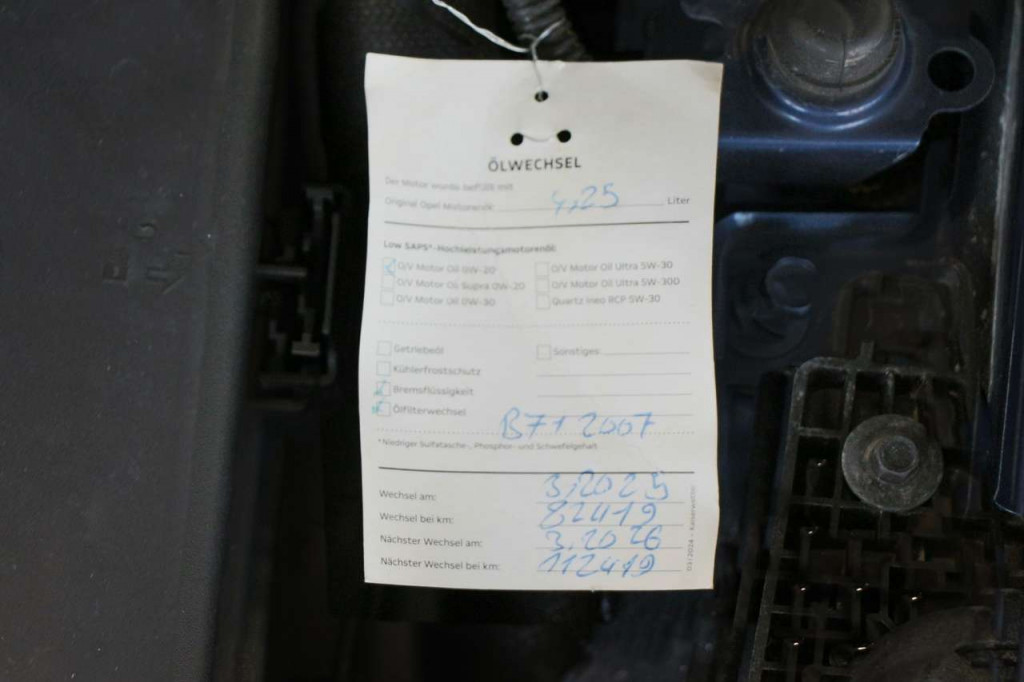 ÖLWECHSEL
Der Motor wurde befüllt mit
Original Opel Motorenöl: 4,25 Liter
Low SAPS*-Hochleistungsmotorenöl:
O/V Motor Oil 0W-20
O/V Motor Oil Ultra 5W-30
O/V Motor Oil Supra 0W-20
O/V Motor Oil Ultra 5W-30D
O/V Motor Oil 0W-30
Quartz Ineo RCP 5W-30
Getriebeöl
Sonstiges
Kühlerfrostschutz
Bremsflüssigkeit
Ölfilterwechsel
B71 2007
*Niedriger Sulfatasche-, Phosphor- und Schwefelgehalt
Wechsel am: 3.2025
Wechsel bei km: 82419
Nächster Wechsel am: 3.2026
Nächster Wechsel bei km: 112419